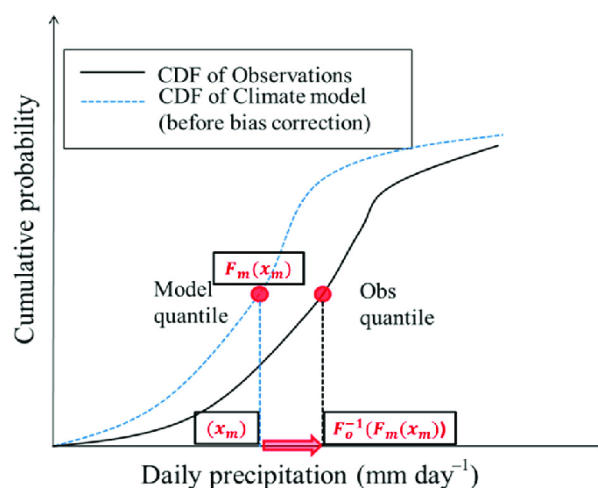 CDF of Observations
CDF of Climate model
(before bias correction)
Cumulative probability
F_m(x_m)
Model
quantile
Obs
quantile
(x_m)
F_o^{-1}(F_m(x_m))
Daily precipitation (mm day⁻¹)